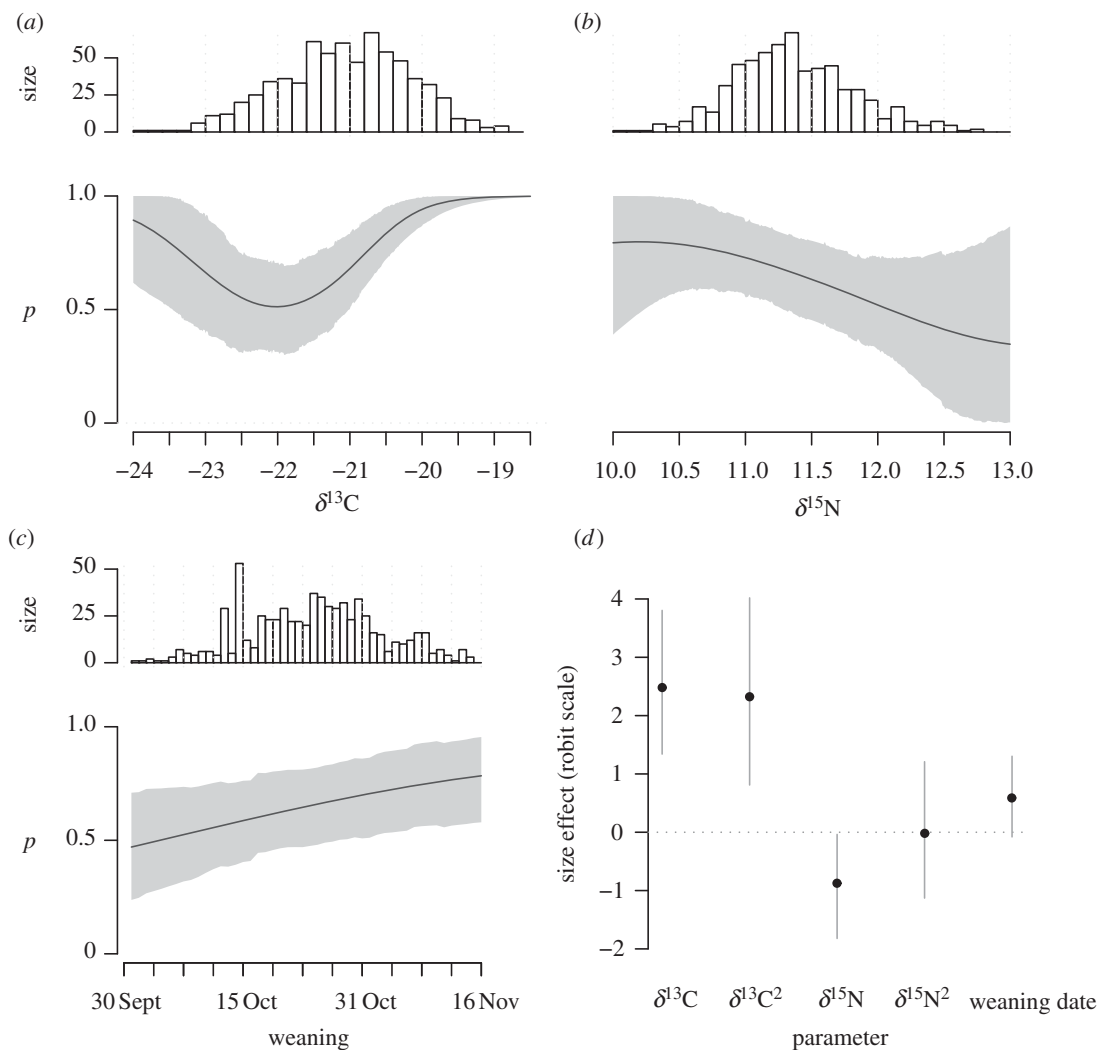 (a)
size
50
25
0
p
1.0
0.5
0
−24 −23 −22 −21 −20 −19
δ¹³C
(b)
10.0 10.5 11.0 11.5 12.0 12.5 13.0
δ¹⁵N
(c)
size
50
25
0
p
1.0
0.5
0
30 Sept 15 Oct 31 Oct 16 Nov
weaning
(d)
size effect (robit scale)
4
3
2
1
0
−1
−2
δ¹³C δ¹³C² δ¹⁵N δ¹⁵N² weaning date
parameter